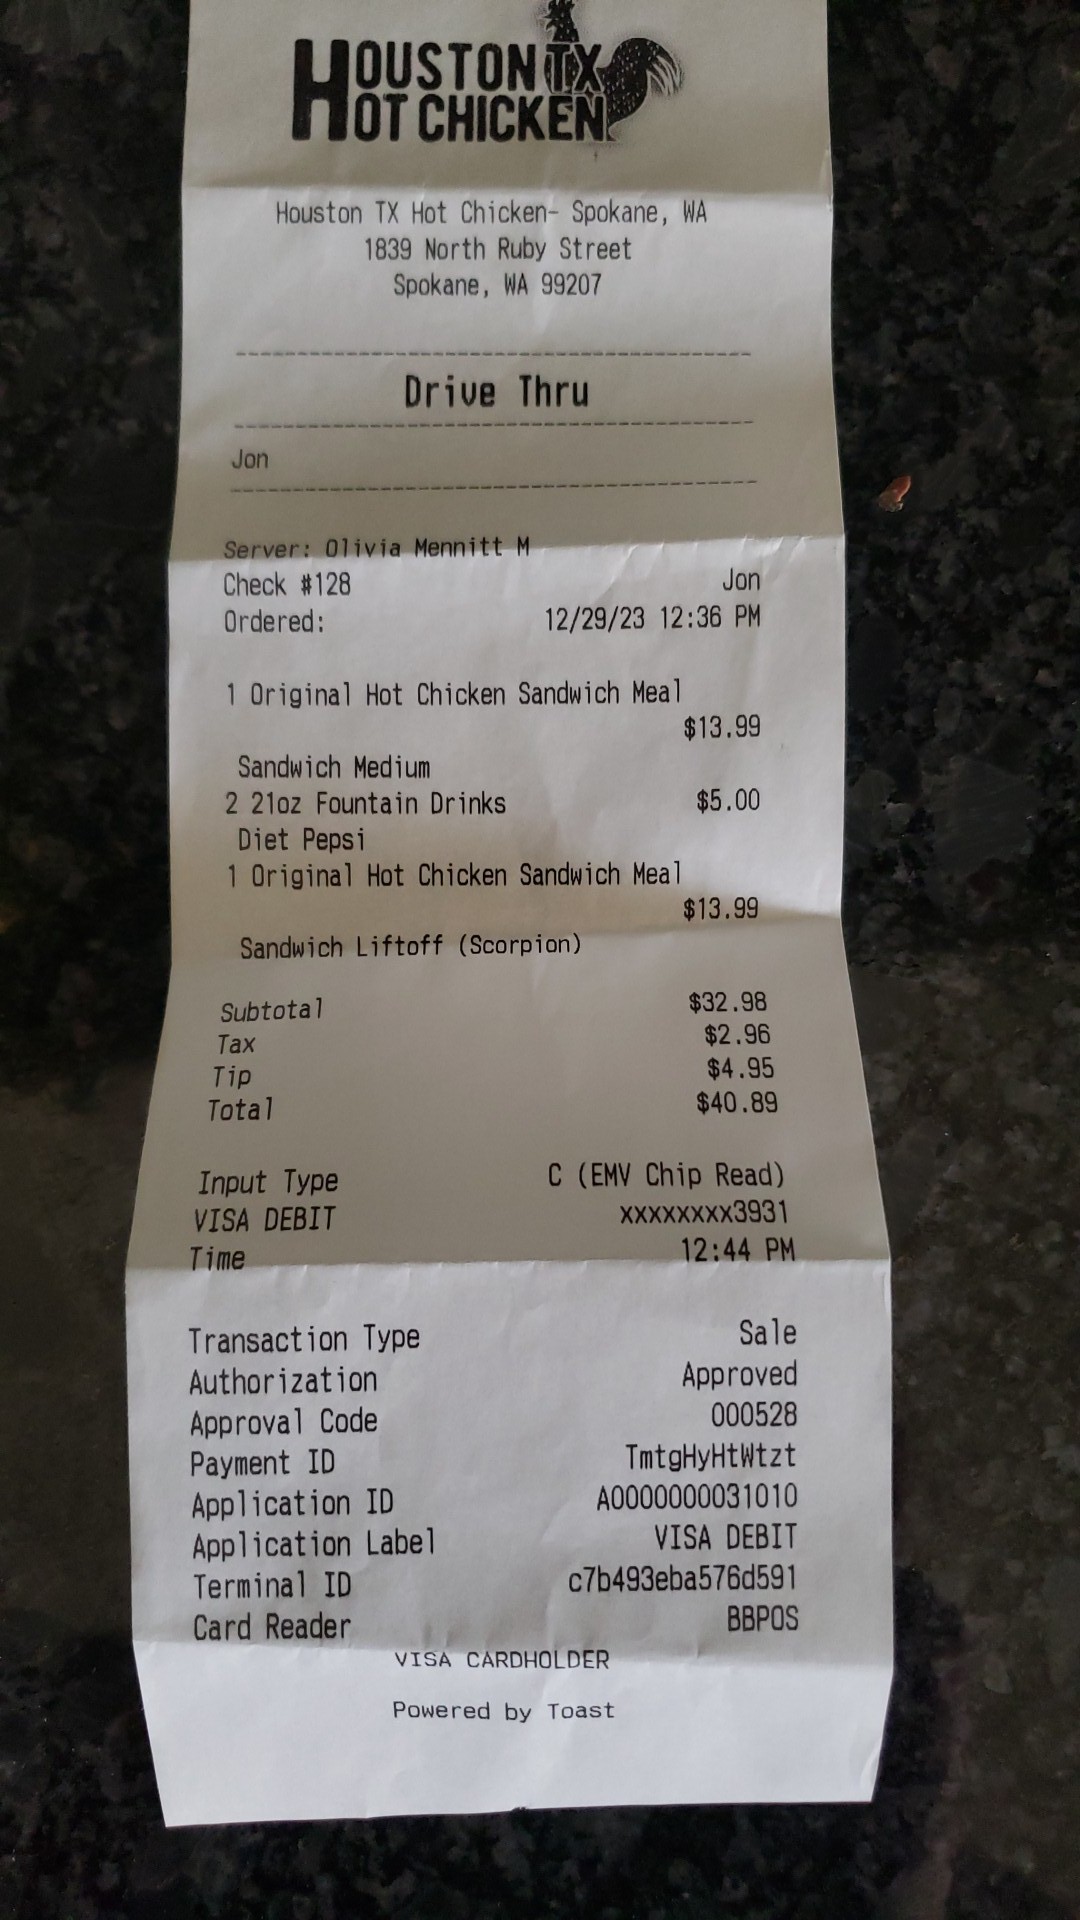 HOUSTON TX
HOT CHICKEN
Houston TX Hot Chicken- Spokane, WA
1839 North Ruby Street
Spokane, WA 99207
Drive Thru
Jon
Server: Olivia Mennitt M
Check #128 Jon
Ordered: 12/29/23 12:36 PM
1 Original Hot Chicken Sandwich Meal
$13.99
Sandwich Medium
2 21oz Fountain Drinks $5.00
Diet Pepsi
1 Original Hot Chicken Sandwich Meal
$13.99
Sandwich Liftoff (Scorpion)
Subtotal $32.98
Tax $2.96
Tip $4.95
Total $40.89
Input Type C (EMV Chip Read)
VISA DEBIT xxxxxxxx3931
Time 12:44 PM
Transaction Type Sale
Authorization Approved
Approval Code 000528
Payment ID TmtgHyHtWtzt
Application ID A0000000031010
Application Label VISA DEBIT
Terminal ID c7b493eba576d591
Card Reader BBPOS
VISA CARDHOLDER
Powered by Toast